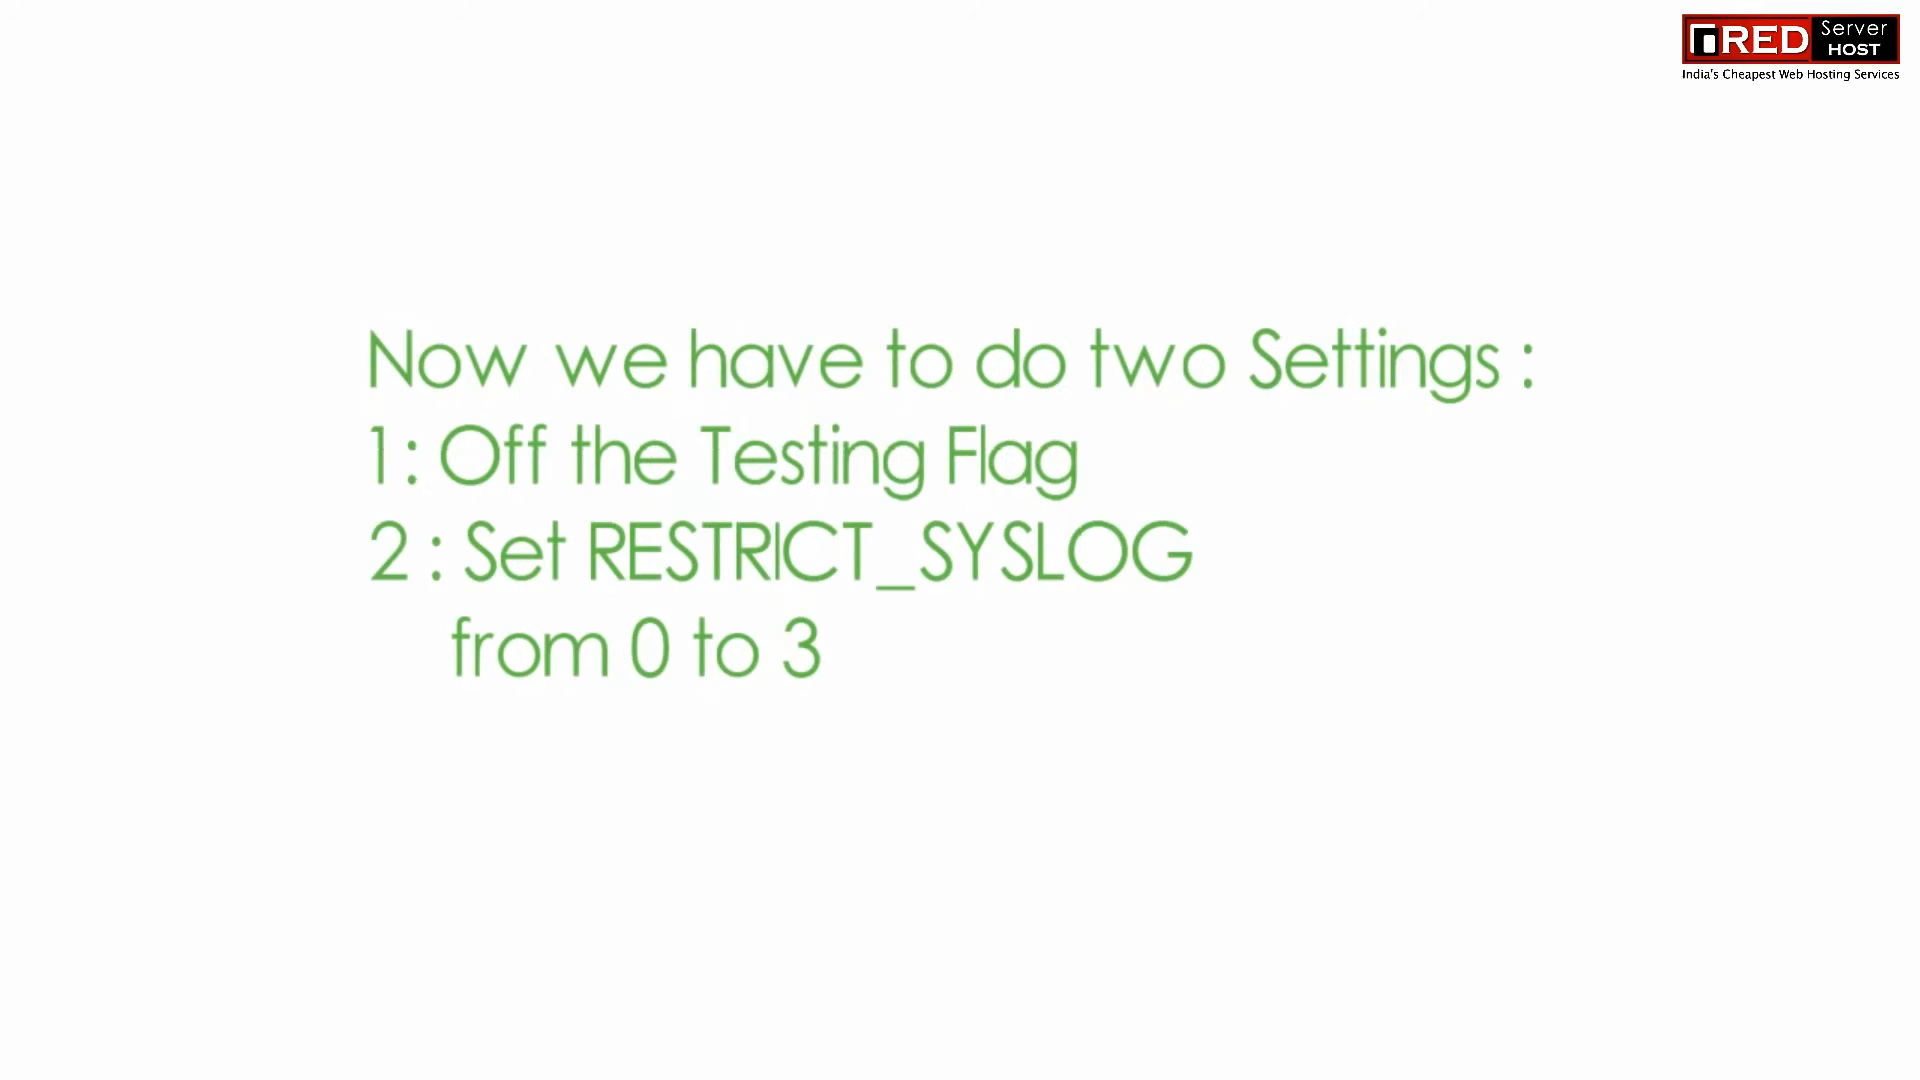 RED Server HOST
India's Cheapest Web Hosting Services
Now we have to do two Settings :
1: Off the Testing Flag
2 : Set RESTRICT_SYSLOG
from 0 to 3